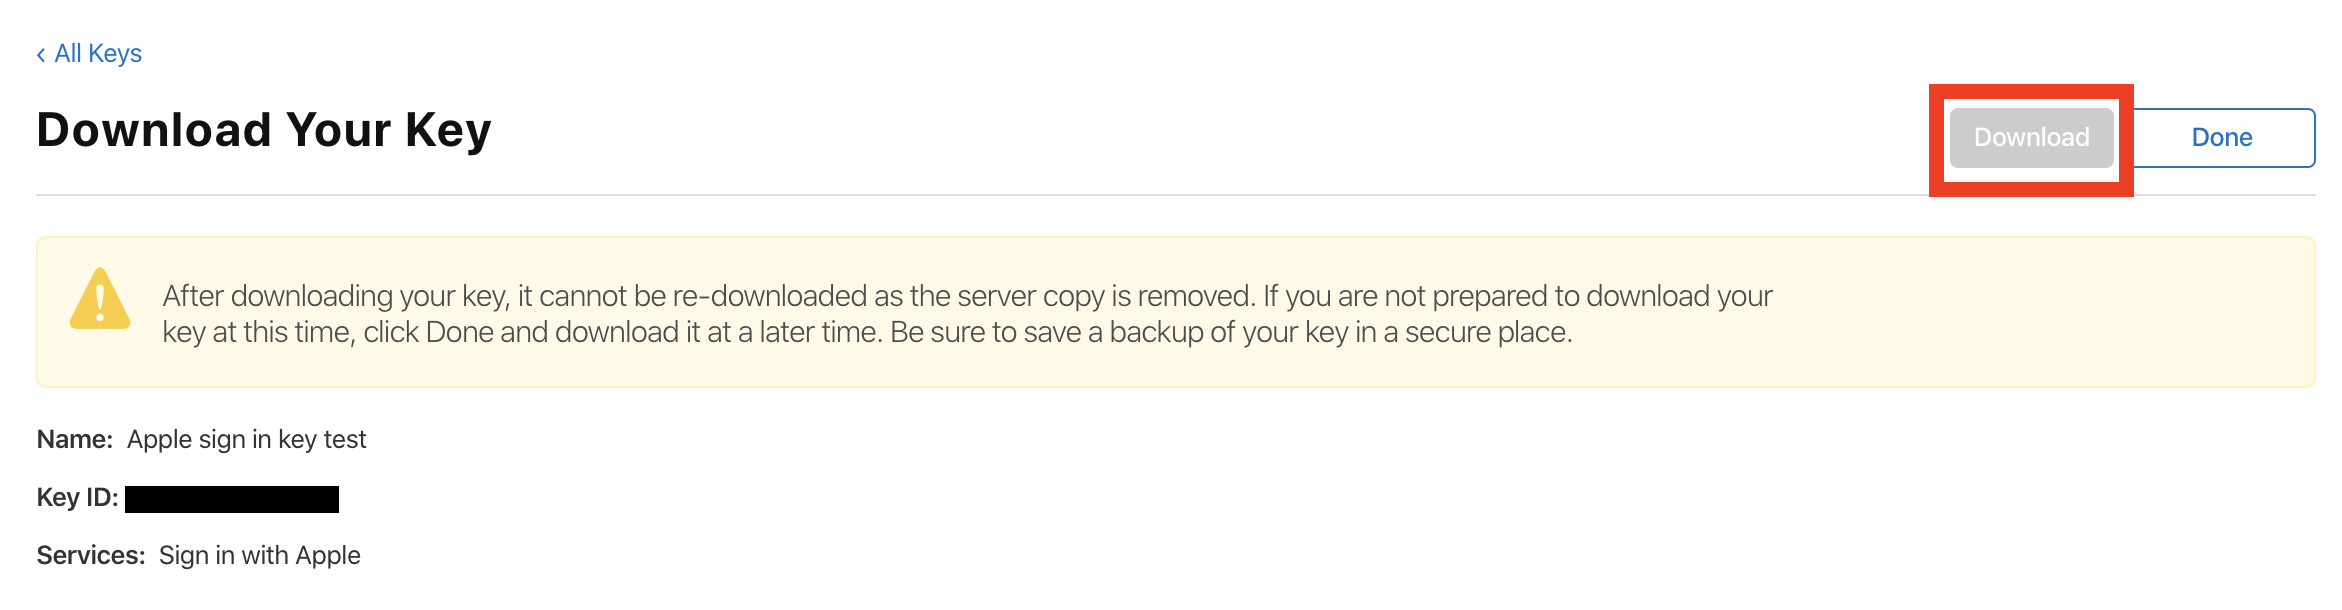 ‹ All Keys
Download Your Key
Download
Done
After downloading your key, it cannot be re-downloaded as the server copy is removed. If you are not prepared to download your
key at this time, click Done and download it at a later time. Be sure to save a backup of your key in a secure place.
Name: Apple sign in key test
Key ID:
Services: Sign in with Apple